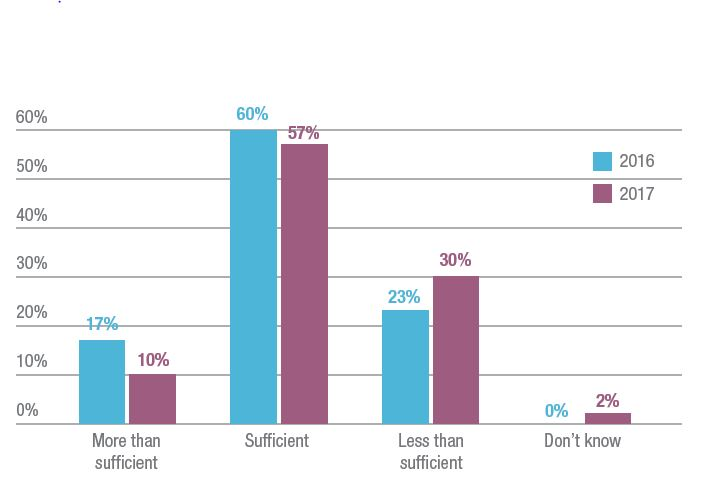 60%
50%
40%
30%
20%
10%
0%
17%
10%
60%
57%
23%
30%
0%
2%
2016
2017
More than
sufficient
Sufficient
Less than
sufficient
Don't know